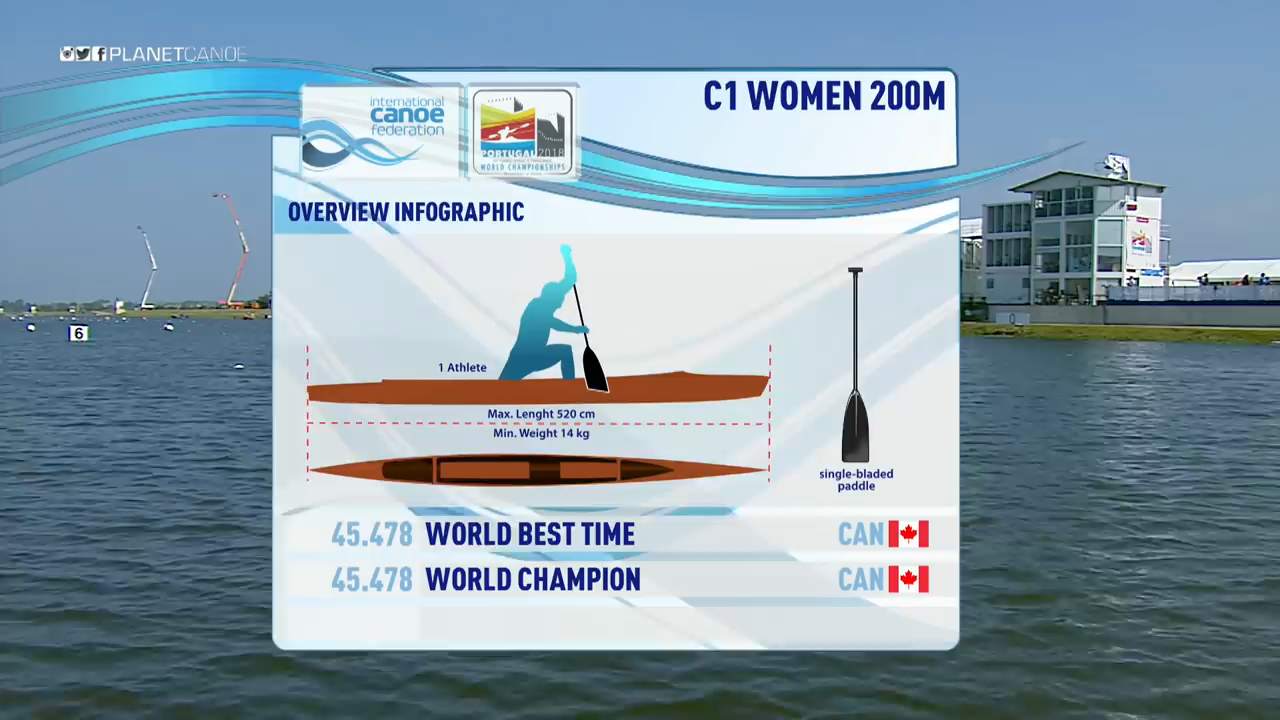 PLANETCANOE
C1 WOMEN 200M
international
canoe
federation
PORTUGAL 2018
WORLD CHAMPIONSHIPS
OVERVIEW INFOGRAPHIC
1 Athlete
Max. Lenght 520 cm
Min. Weight 14 kg
single-bladed
paddle
6
45.478 WORLD BEST TIME CAN
45.478 WORLD CHAMPION CAN